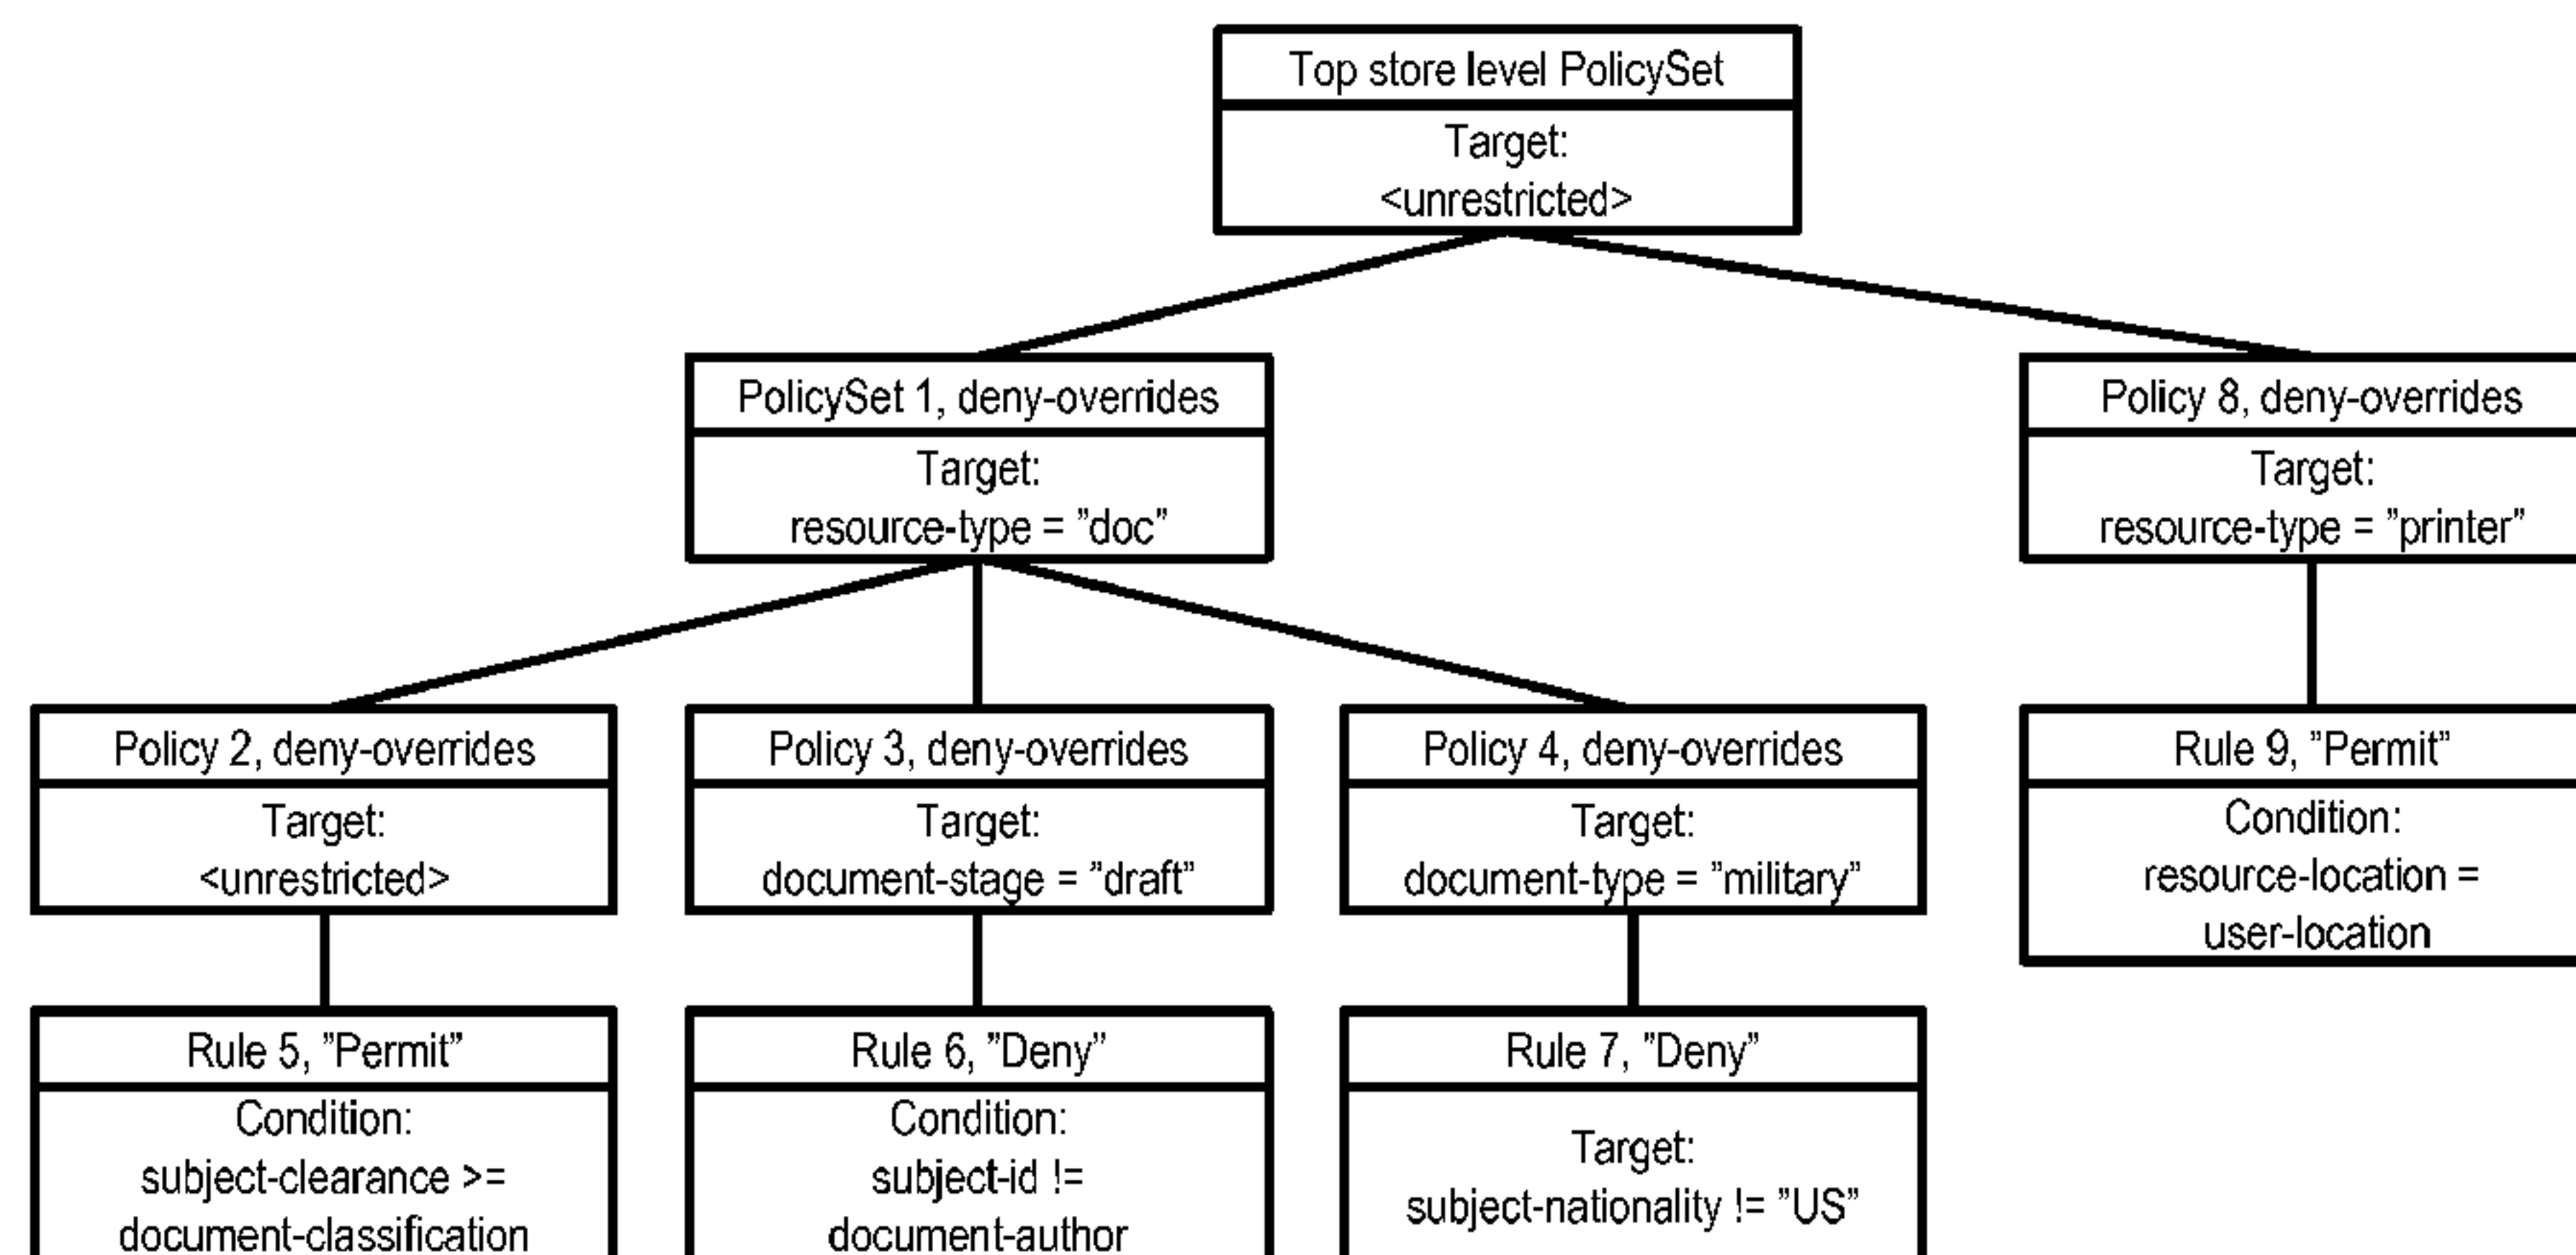 Top store level PolicySet
Target:
<unrestricted>
PolicySet 1, deny-overrides
Target:
resource-type = ”doc”
Policy 8, deny-overrides
Target:
resource-type = ”printer”
Policy 2, deny-overrides
Target:
<unrestricted>
Policy 3, deny-overrides
Target:
document-stage = ”draft”
Policy 4, deny-overrides
Target:
document-type = ”military”
Rule 9, ”Permit”
Condition:
resource-location =
user-location
Rule 5, ”Permit”
Condition:
subject-clearance >=
document-classification
Rule 6, ”Deny”
Condition:
subject-id !=
document-author
Rule 7, ”Deny”
Target:
subject-nationality != ”US”